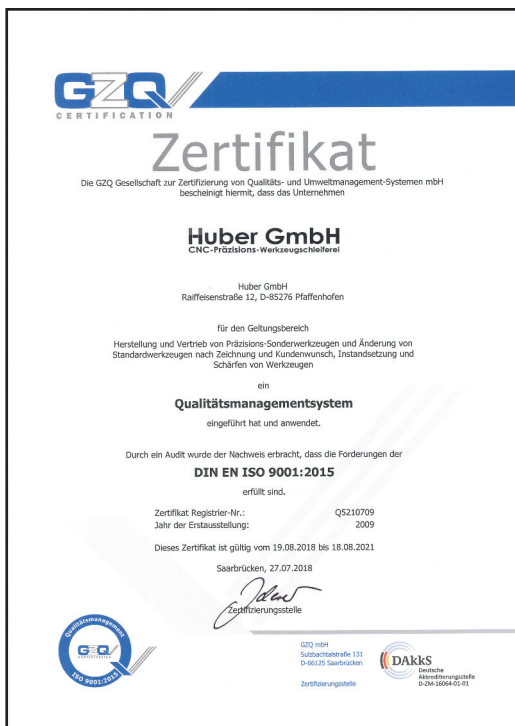 GZQ
CERTIFICATION
Zertifikat
Die GZQ Gesellschaft zur Zertifizierung von Qualitäts- und Umweltmanagement-Systemen mbH
bescheinigt hiermit, dass das Unternehmen
Huber GmbH
CNC-Präzisions-Werkzeugschleiferei
Huber GmbH
Raiffeisenstraße 12, D-85276 Pfaffenhofen
für den Geltungsbereich
Herstellung und Vertrieb von Präzisions-Sonderwerkzeugen und Änderung von
Standardwerkzeugen nach Zeichnung und Kundenwunsch, Instandsetzung und
Schärfen von Werkzeugen
ein
Qualitätsmanagementsystem
eingeführt hat und anwendet.
Durch ein Audit wurde der Nachweis erbracht, dass die Forderungen der
DIN EN ISO 9001:2015
erfüllt sind.
Zertifikat Registrier-Nr.: Q5210709
Jahr der Erstausstellung: 2009
Dieses Zertifikat ist gültig vom 19.08.2018 bis 18.08.2021
Saarbrücken, 27.07.2018
Zertifizierungsstelle
Qualitätsmanagement
GZQ
CERTIFICATION
ISO 9001:2015
GZQ mbH
Sulzbachtalstraße 131
D-66125 Saarbrücken
Zertifizierungsstelle
DAkkS
Deutsche
Akkreditierungsstelle
D-ZM-16064-01-01